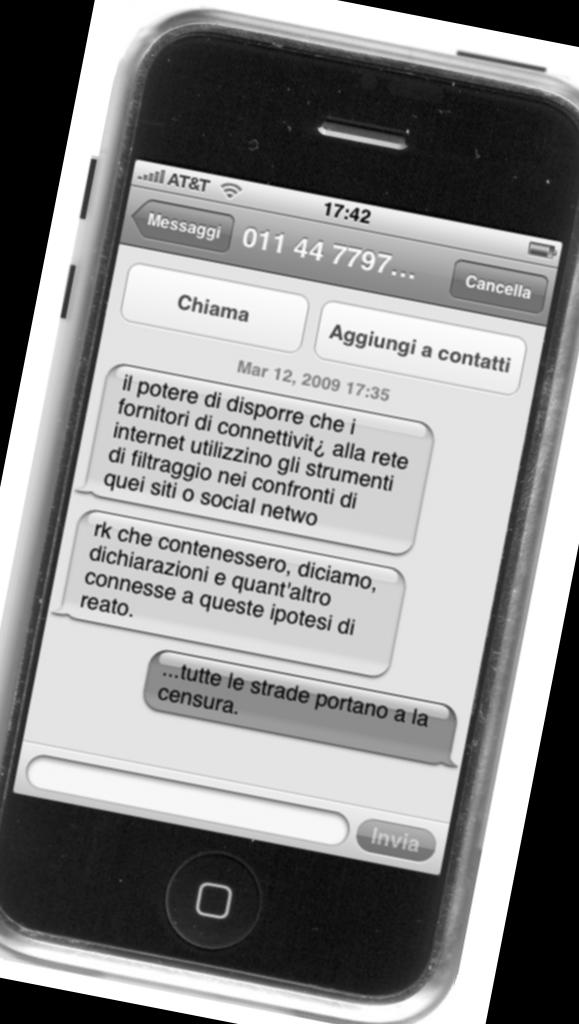 AT&T 17:42
Messaggi 011 44 7797... Cancella
Chiama Aggiungi a contatti
Mar 12, 2009 17:35
il potere di disporre che i
fornitori di connettivit¿ alla rete
internet utilizzino gli strumenti
di filtraggio nei confronti di
quei siti o social netwo
rk che contenessero, diciamo,
dichiarazioni e quant'altro
connesse a queste ipotesi di
reato.
...tutte le strade portano a la
censura.
Invia